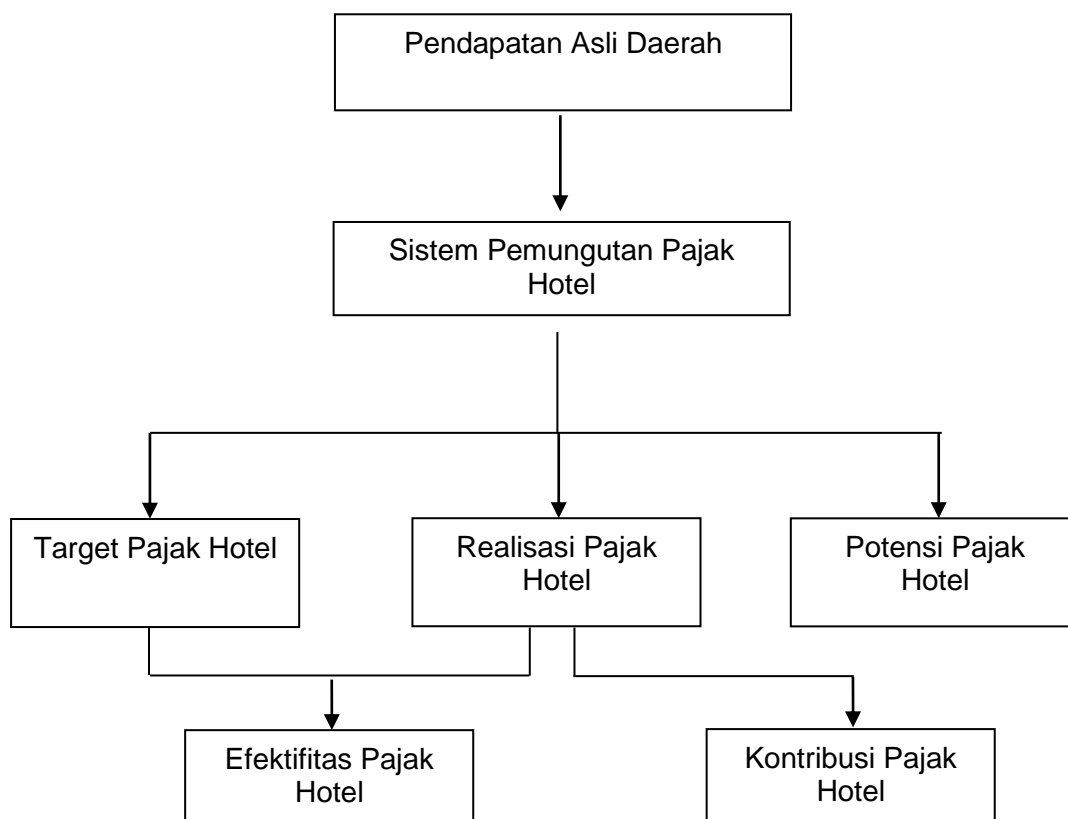 Pendapatan Asli Daerah
Sistem Pemungutan Pajak
Hotel
Target Pajak Hotel
Realisasi Pajak
Hotel
Potensi Pajak
Hotel
Efektifitas Pajak
Hotel
Kontribusi Pajak
Hotel